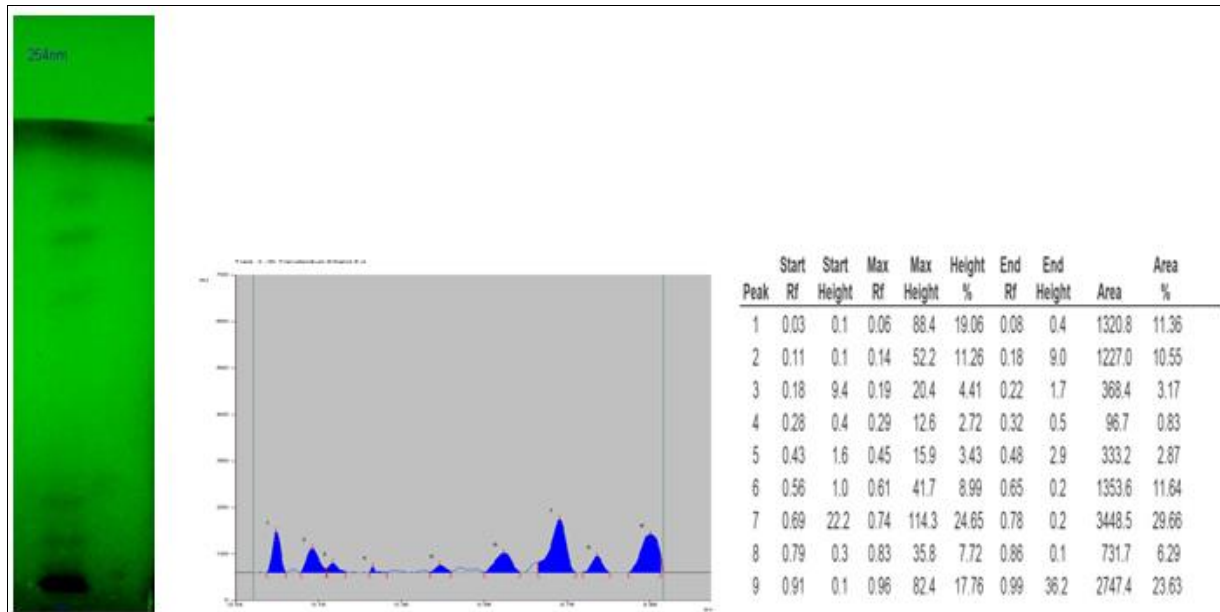 254nm
Start Start Max Max Height End End Area
Peak Rf Height Rf Height % Rf Height Area %
1 0.03 0.1 0.06 88.4 19.06 0.08 0.4 1320.8 11.36
2 0.11 0.1 0.14 52.2 11.26 0.18 9.0 1227.0 10.55
3 0.18 9.4 0.19 20.4 4.41 0.22 1.7 368.4 3.17
4 0.28 0.4 0.29 12.6 2.72 0.32 0.5 96.7 0.83
5 0.43 1.6 0.45 15.9 3.43 0.48 2.9 333.2 2.87
6 0.56 1.0 0.61 41.7 8.99 0.65 0.2 1353.6 11.64
7 0.69 22.2 0.74 114.3 24.65 0.78 0.2 3448.5 29.66
8 0.79 0.3 0.83 35.8 7.72 0.86 0.1 731.7 6.29
9 0.91 0.1 0.96 82.4 17.76 0.99 36.2 2747.4 23.63